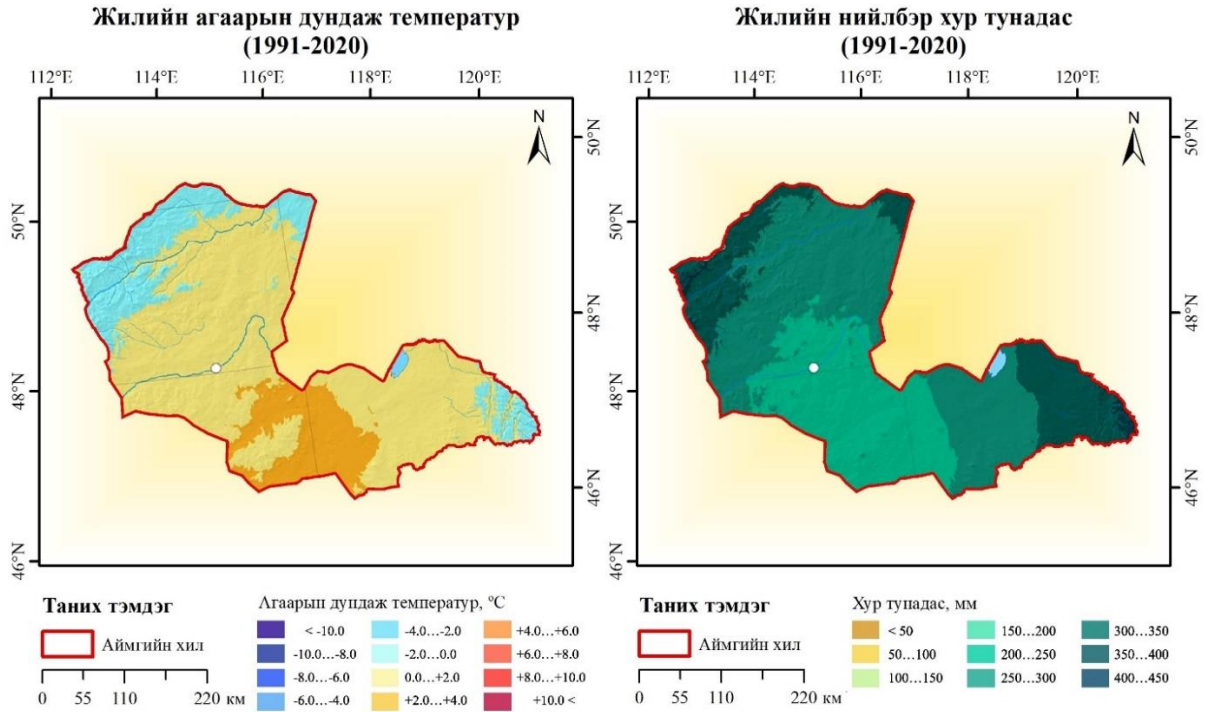 Жилийн агаарын дундаж температур
(1991-2020)
112°E 114°E 116°E 118°E 120°E
N
50°N
50°N
48°N
48°N
46°N
46°N
Таних тэмдэг
Аймгийн хил
0 55 110 220 км
Агаарын дундаж температур, °C
< -10.0
-10.0...-8.0
-8.0...-6.0
-6.0...-4.0
-4.0...-2.0
-2.0...0.0
0.0...+2.0
+2.0...+4.0
+4.0...+6.0
+6.0...+8.0
+8.0...+10.0
+10.0 <
Жилийн нийлбэр хур тунадас
(1991-2020)
112°E 114°E 116°E 118°E 120°E
N
50°N
50°N
48°N
48°N
46°N
46°N
Таних тэмдэг
Аймгийн хил
0 55 110 220 км
Хур тунадас, мм
< 50
50...100
100...150
150...200
200...250
250...300
300...350
350...400
400...450